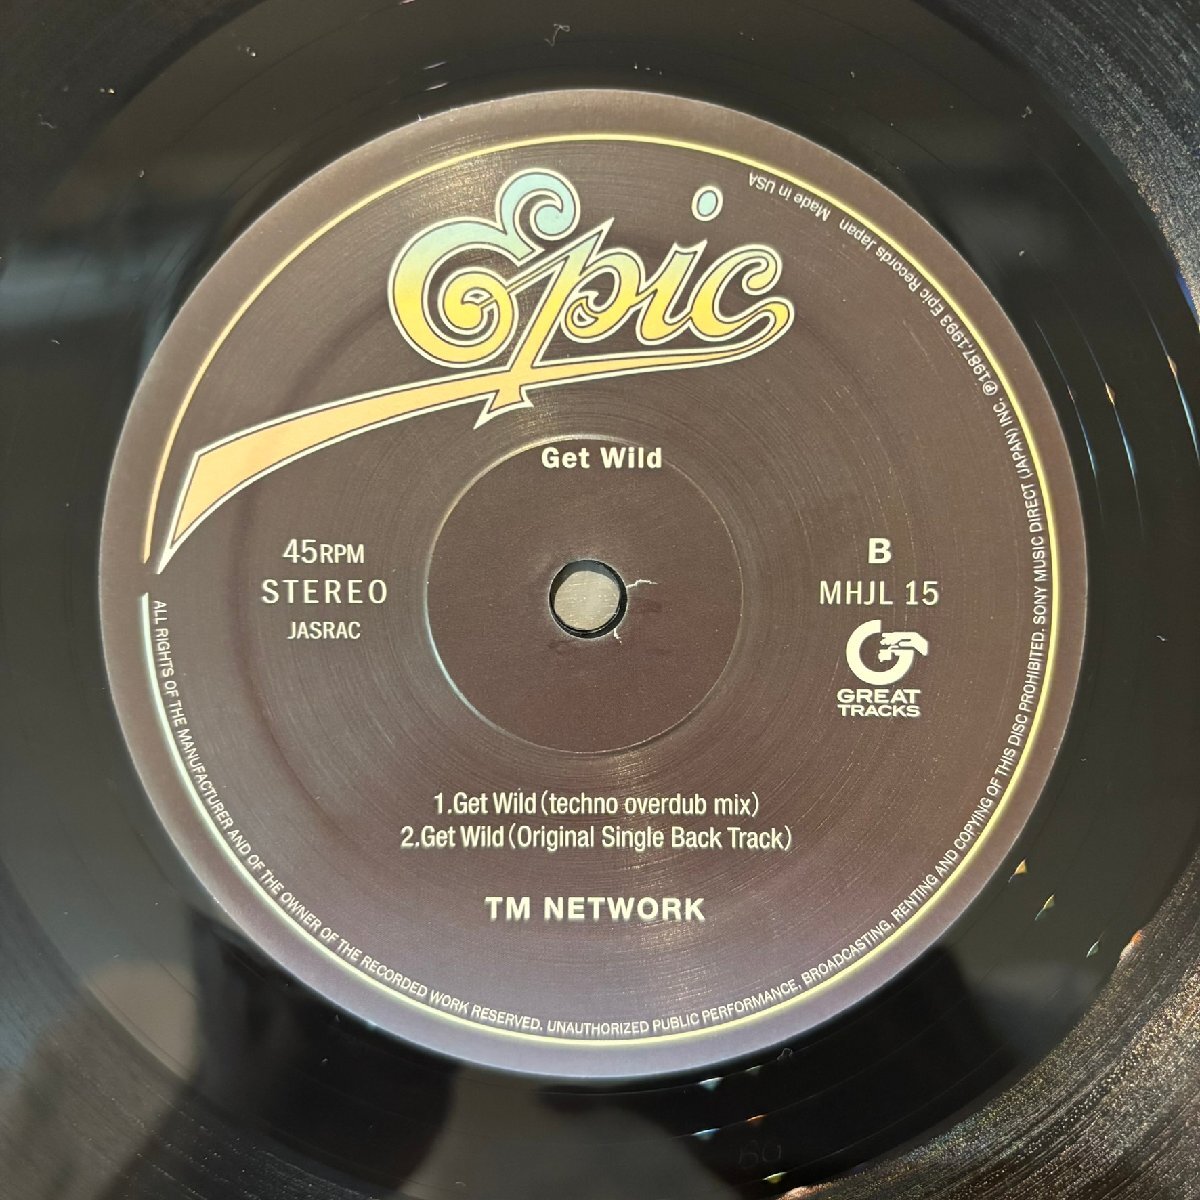 Epic
Get Wild
45RPM
STEREO
JASRAC
B
MHJL 15
GREAT
TRACKS
1.Get Wild(techno overdub mix)
2.Get Wild(Original Single Back Track)
TM NETWORK
ALL RIGHTS OF THE MANUFACTURER AND OF THE OWNER OF THE RECORDED WORK RESERVED. UNAUTHORIZED PUBLIC PERFORMANCE, BROADCASTING, RENTING AND COPYING OF THIS DISC PROHIBITED. SONY MUSIC DIRECT (JAPAN) INC. ℗1987,1993 Epic Records Japan Made in USA